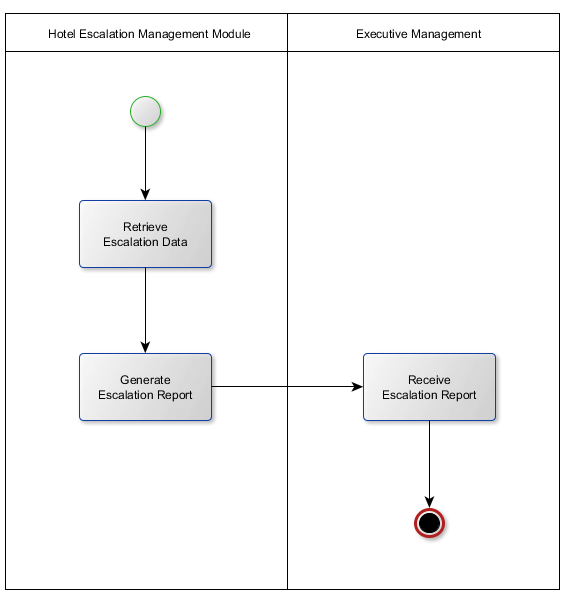 Hotel Escalation Management Module
Executive Management
Retrieve
Escalation Data
Generate
Escalation Report
Receive
Escalation Report